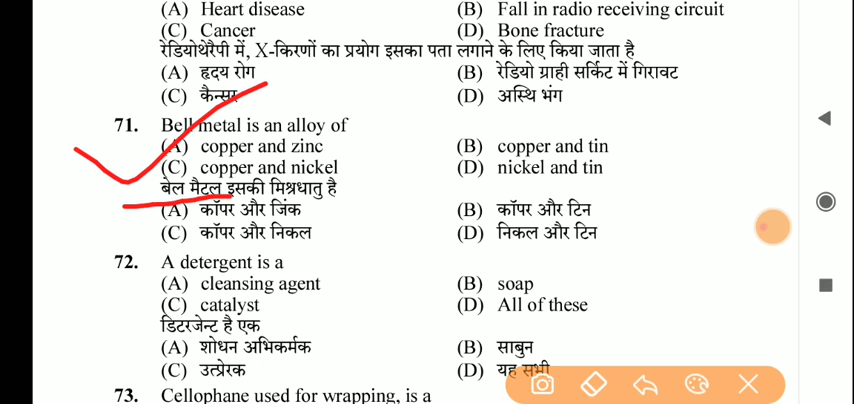 (A) Heart disease (B) Fall in radio receiving circuit
(C) Cancer (D) Bone fracture
रेडियोथेरैपी में, X-किरणों का प्रयोग इसका पता लगाने के लिए किया जाता है
(A) हृदय रोग (B) रेडियो ग्राही सर्किट में गिरावट
(C) कैन्सर (D) अस्थि भंग
71. Bell metal is an alloy of
(A) copper and zinc (B) copper and tin
(C) copper and nickel (D) nickel and tin
बेल मैटल इसकी मिश्रधातु है
(A) कॉपर और जिंक (B) कॉपर और टिन
(C) कॉपर और निकल (D) निकल और टिन
72. A detergent is a
(A) cleansing agent (B) soap
(C) catalyst (D) All of these
डिटरजेन्ट है एक
(A) शोधन अभिकर्मक (B) साबुन
(C) उत्प्रेरक (D) यह सभी
73. Cellophane used for wrapping, is a